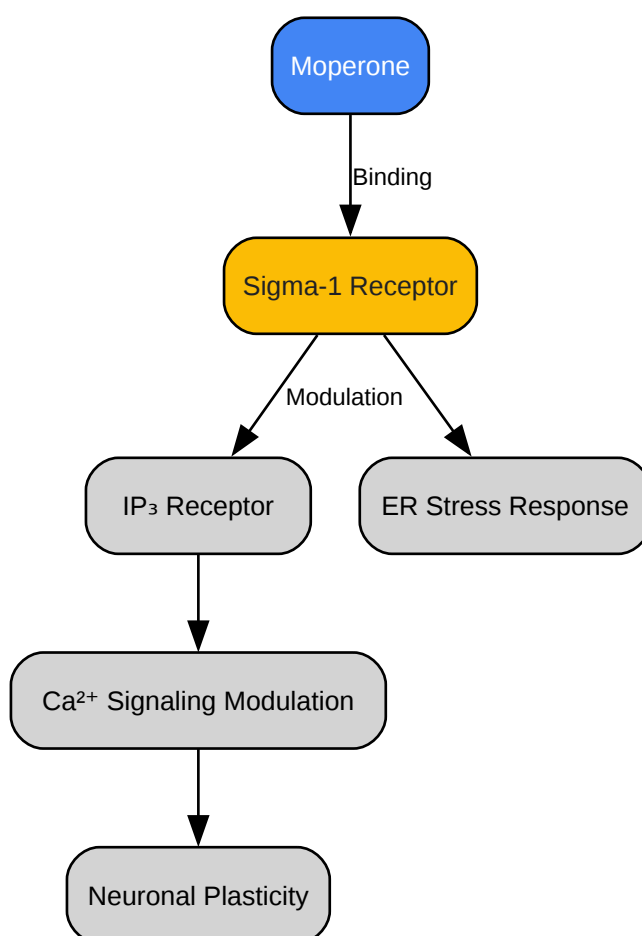 Moperone
Binding
Sigma-1 Receptor
Modulation
IP₃ Receptor
ER Stress Response
Ca²⁺ Signaling Modulation
Neuronal Plasticity